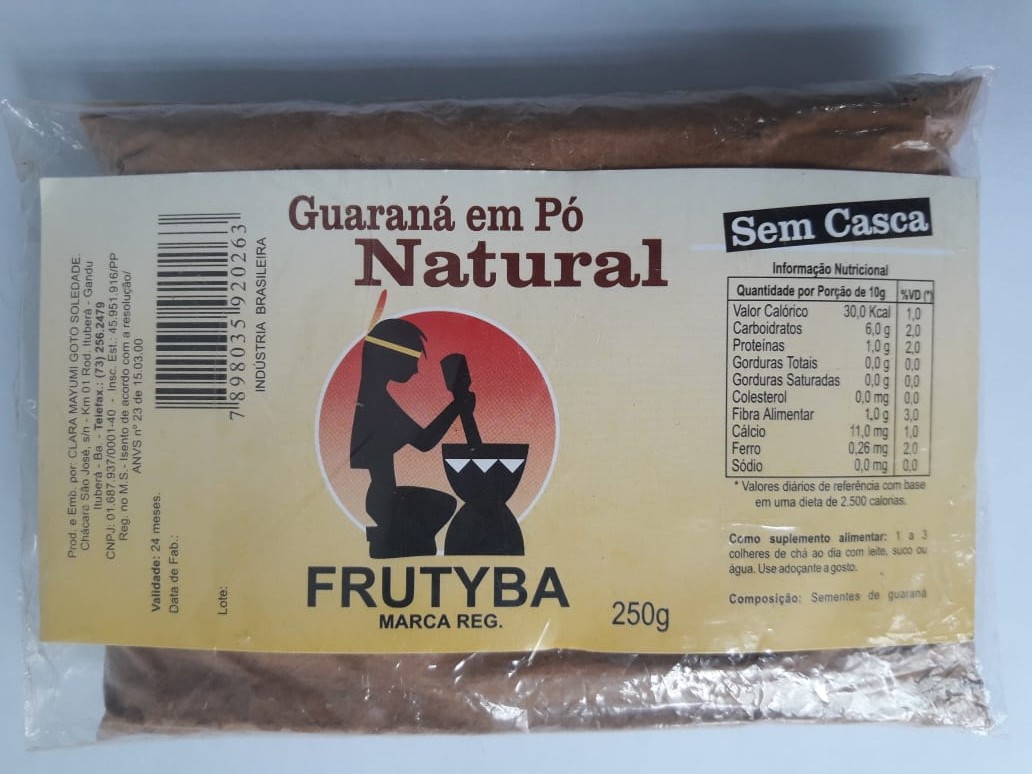 Guaraná em Pó
Natural
FRUTYBA
MARCA REG.
250g
Sem Casca
Informação Nutricional
Quantidade por Porção de 10g %VD (*)
Valor Calórico 30,0 Kcal 1,0
Carboidratos 6,0 g 2,0
Proteínas 1,0 g 2,0
Gorduras Totais 0,0 g 0,0
Gorduras Saturadas 0,0 g 0,0
Colesterol 0,0 mg 0,0
Fibra Alimentar 1,0 g 3,0
Cálcio 11,0 mg 1,0
Ferro 0,26 mg 2,0
Sódio 0,0 mg 0,0
* Valores diários de referência com base
em uma dieta de 2.500 calorias.
Como suplemento alimentar: 1 a 3
colheres de chá ao dia com leite, suco ou
água. Use adoçante a gosto.
Composição: Sementes de guaraná
Prod. e Emb. por: CLARA MAYUMI GOTO SOLEDADE.
Chácara São José, s/n - Km 01 Rod. Ituberá - Gandu
Ituberá - Ba. - Telefax.: (73) 256.2479
CNPJ: 01.687.937/0001-40 - Insc. Est.: 45.951.916/PP
Reg. no M.S.- Isento de acordo com a resolução/
ANVS nº 23 de 15.03.00
Validade: 24 meses.
Data de Fab.:
Lote:
7 898035 920263
INDÚSTRIA BRASILEIRA